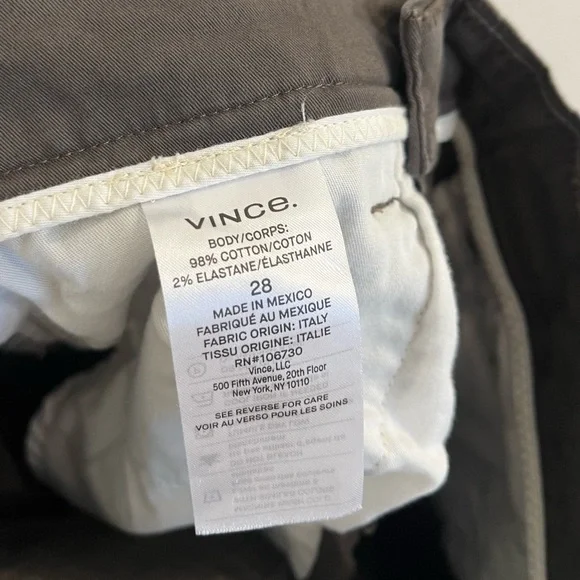 VINCE.
BODY/CORPS:
98% COTTON/COTON
2% ELASTANE/ÉLASTHANNE
28
MADE IN MEXICO
FABRIQUÉ AU MEXIQUE
FABRIC ORIGIN: ITALY
TISSU ORIGINE: ITALIE
RN#106730
Vince, LLC
500 Fifth Avenue, 20th Floor
New York, NY 10110
SEE REVERSE FOR CARE
VOIR AU VERSO POUR LES SOINS